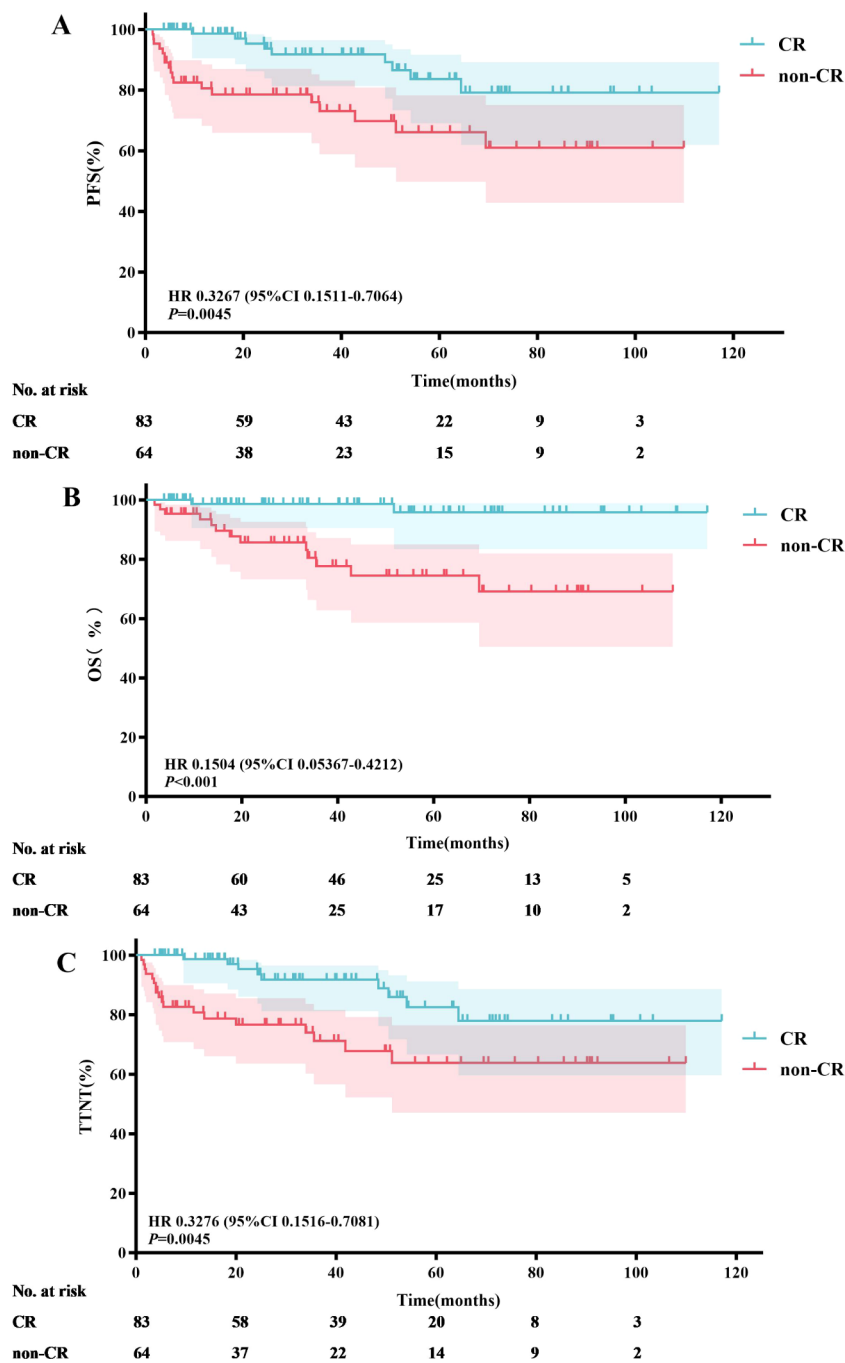 A
100
80
60
40
20
0
PFS(%)
CR
non-CR
HR 0.3267 (95%CI 0.1511-0.7064)
P=0.0045
0 20 40 60 80 100 120
Time(months)
No. at risk
CR 83 59 43 22 9 3
non-CR 64 38 23 15 9 2
B
100
80
60
40
20
0
OS( %)
CR
non-CR
HR 0.1504 (95%CI 0.05367-0.4212)
P<0.001
0 20 40 60 80 100 120
Time(months)
No. at risk
CR 83 60 46 25 13 5
non-CR 64 43 25 17 10 2
C
100
80
60
40
20
0
TTNT(%)
CR
non-CR
HR 0.3276 (95%CI 0.1516-0.7081)
P=0.0045
0 20 40 60 80 100 120
Time(months)
No. at risk
CR 83 58 39 20 8 3
non-CR 64 37 22 14 9 2